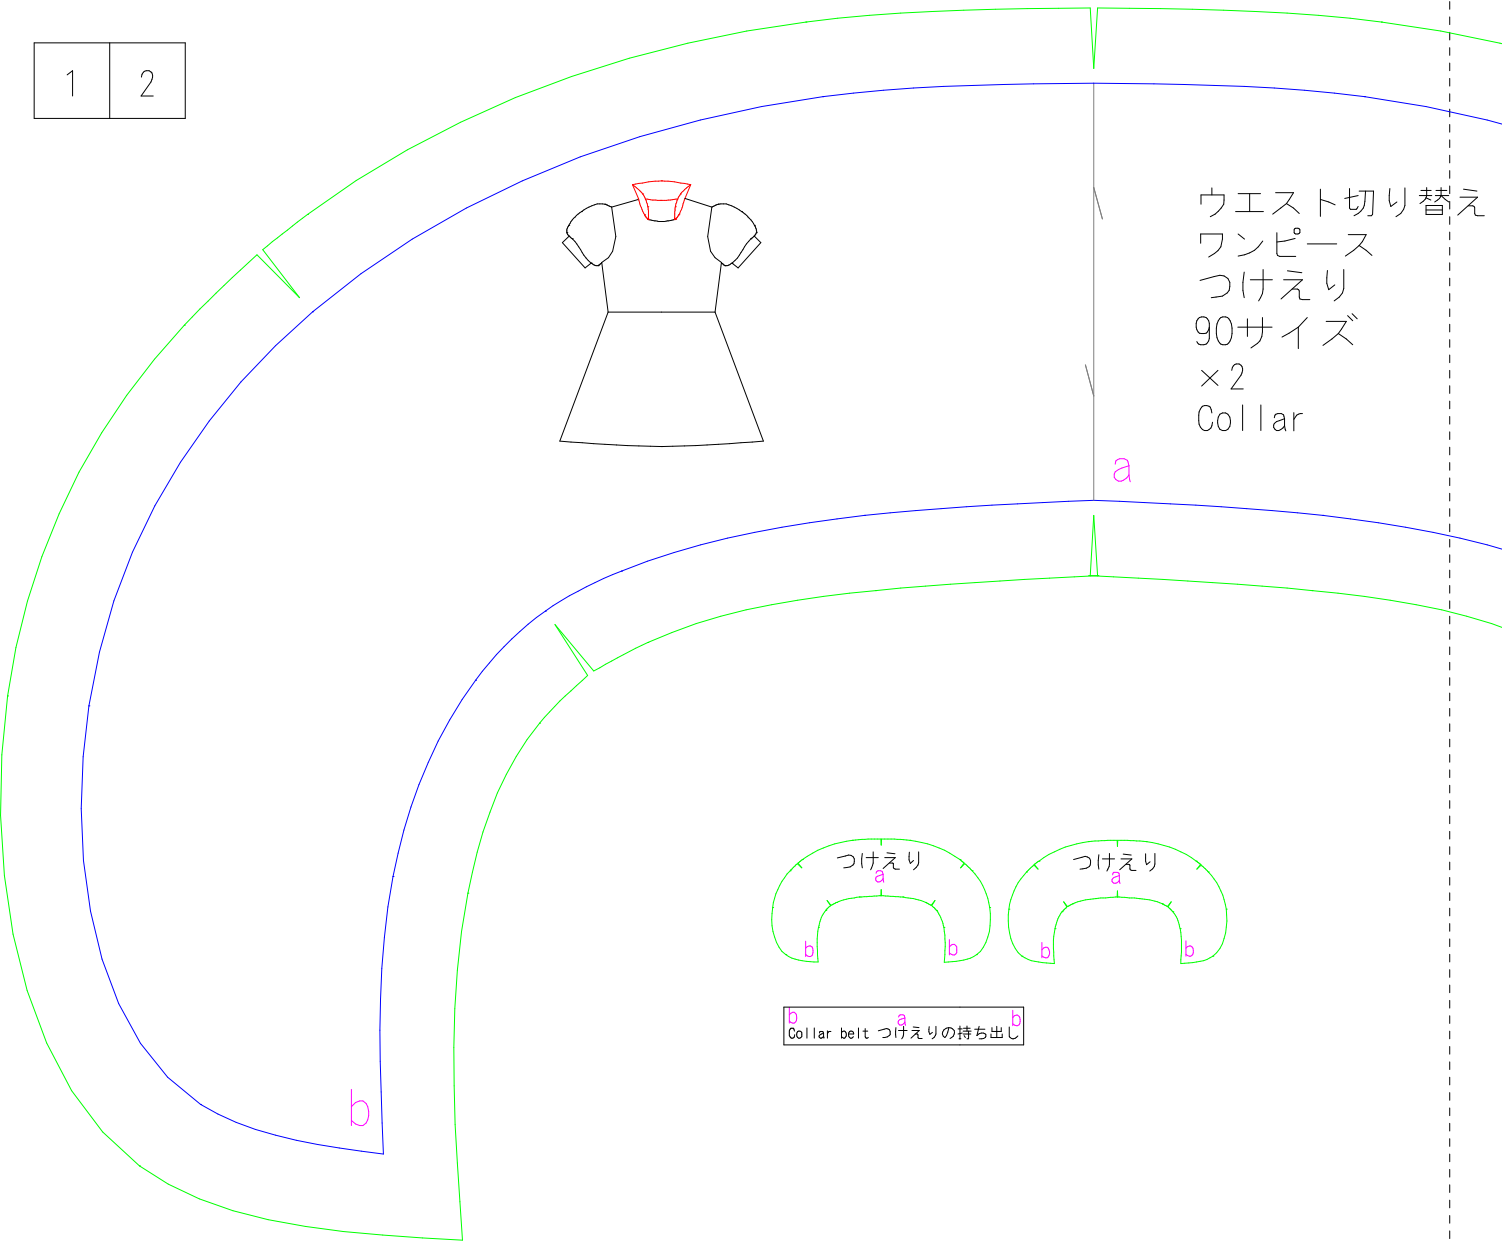 1 2
ウエスト切り替え
ワンピース
つけえり
90サイズ
×2
Collar
a
b
つけえり
a
b b
つけえり
a
b b
b a b
Collar belt つけえりの持ち出し